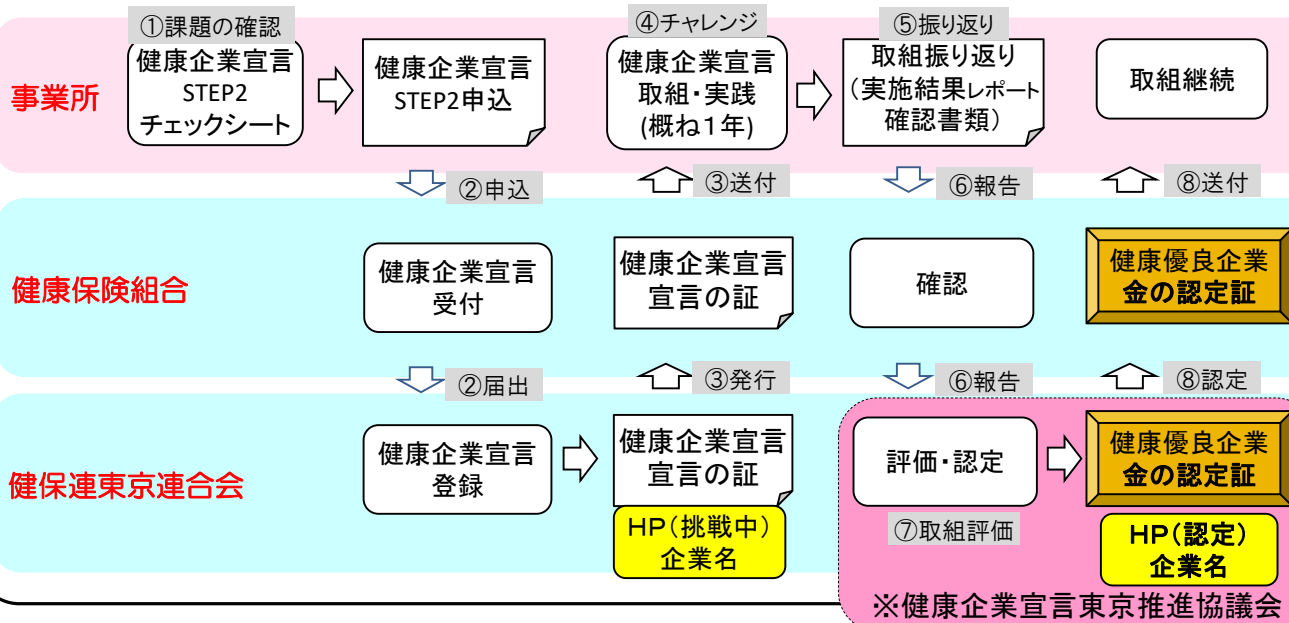 ①課題の確認
健康企業宣言
STEP2
チェックシート
健康企業宣言
STEP2申込
④チャレンジ
健康企業宣言
取組・実践
(概ね１年)
⑤振り返り
取組振り返り
（実施結果レポート
確認書類）
取組継続
事業所
②申込
③送付
⑥報告
⑧送付
健康保険組合
健康企業宣言
受付
健康企業宣言
宣言の証
確認
健康優良企業
金の認定証
②届出
③発行
⑥報告
⑧認定
健保連東京連合会
健康企業宣言
登録
健康企業宣言
宣言の証
ＨＰ（挑戦中）
企業名
評価・認定
⑦取組評価
健康優良企業
金の認定証
ＨＰ（認定）
企業名
※健康企業宣言東京推進協議会